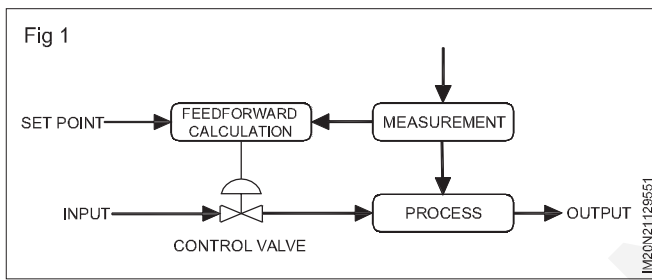 Fig 1
SET POINT
FEEDFORWARD
CALCULATION
MEASUREMENT
INPUT
CONTROL VALVE
PROCESS
OUTPUT
IM20N21129551